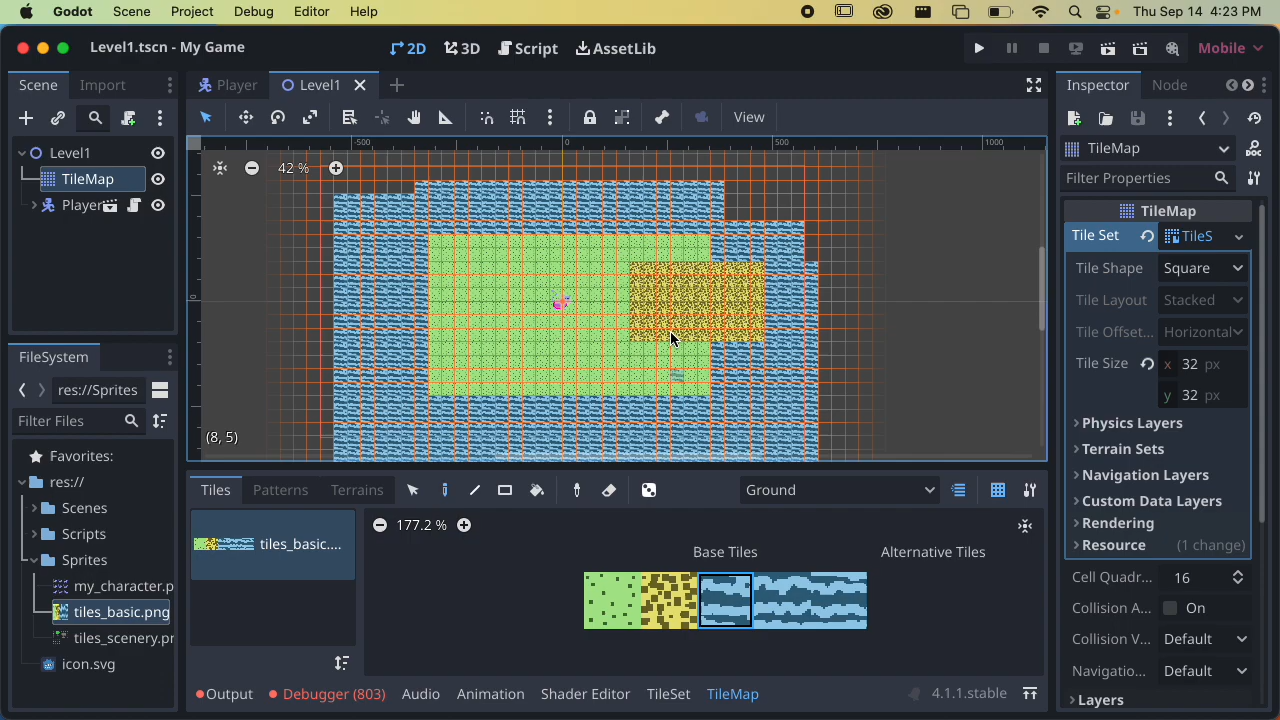 Godot Scene Project Debug Editor Help Thu Sep 14 4:23 PM
Level1.tscn - My Game 2D 3D Script AssetLib Mobile
Scene Import Player Level1 Inspector Node
View
Level1
TileMap
Player
-500 0 500 1000
42 %
0
(8, 5)
TileMap
Filter Properties
TileMap
Tile Set TileS
Tile Shape Square
Tile Layout Stacked
Tile Offset... Horizontal
Tile Size x 32 px
y 32 px
Physics Layers
Terrain Sets
Navigation Layers
Custom Data Layers
Rendering
Resource (1 change)
Cell Quadr... 16
Collision A... On
Collision V... Default
Navigatio... Default
Layers
FileSystem
res://Sprites
Filter Files
Favorites:
res://
Scenes
Scripts
Sprites
my_character.p
tiles_basic.png
tiles_scenery.pr
icon.svg
Tiles Patterns Terrains Ground
tiles_basic....
177.2 %
Base Tiles Alternative Tiles
Output Debugger (803) Audio Animation Shader Editor TileSet TileMap 4.1.1.stable